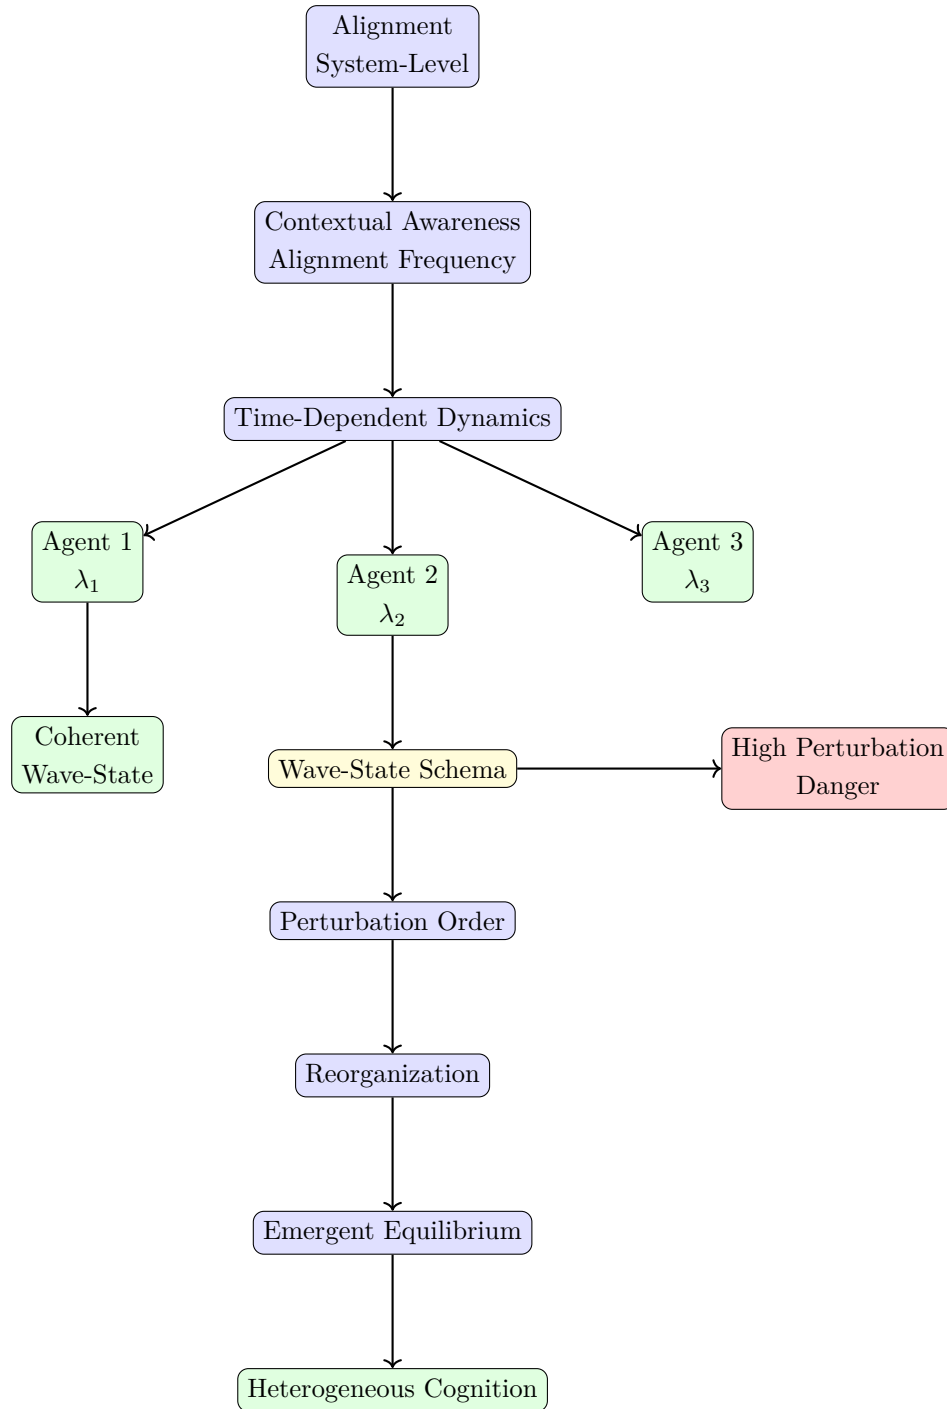 Alignment
System-Level
Contextual Awareness
Alignment Frequency
Time-Dependent Dynamics
Agent 1
λ₁
Agent 2
λ₂
Agent 3
λ₃
Coherent
Wave-State
Wave-State Schema
High Perturbation
Danger
Perturbation Order
Reorganization
Emergent Equilibrium
Heterogeneous Cognition